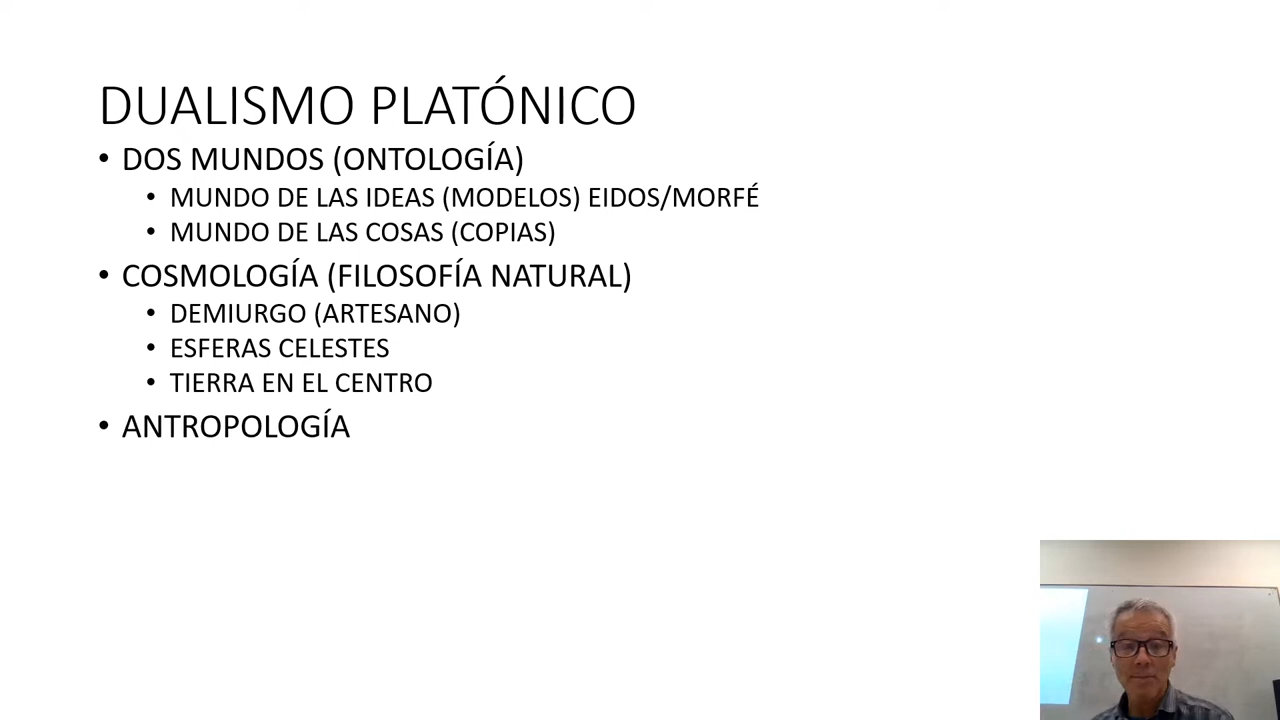 DUALISMO PLATÓNICO
• DOS MUNDOS (ONTOLOGÍA)
• MUNDO DE LAS IDEAS (MODELOS) EIDOS/MORFÉ
• MUNDO DE LAS COSAS (COPIAS)
• COSMOLOGÍA (FILOSOFÍA NATURAL)
• DEMIURGO (ARTESANO)
• ESFERAS CELESTES
• TIERRA EN EL CENTRO
• ANTROPOLOGÍA